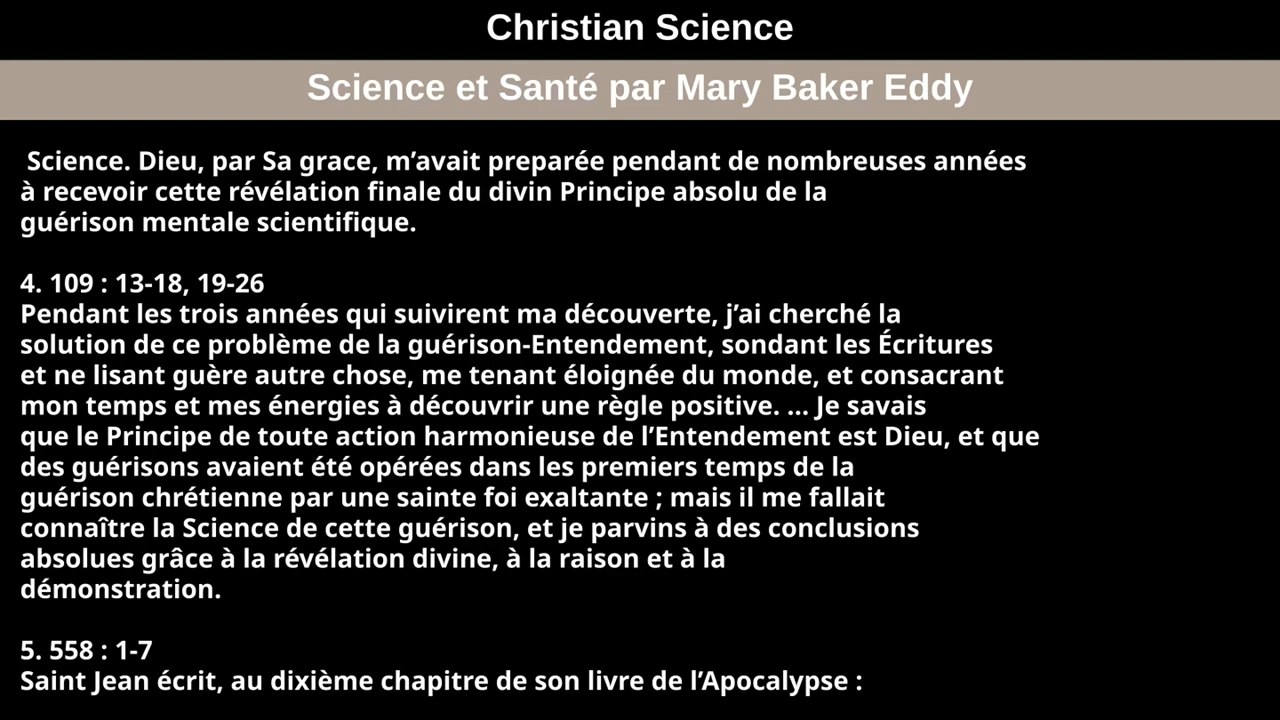 Christian Science
Science et Santé par Mary Baker Eddy
Science. Dieu, par Sa grace, m’avait preparée pendant de nombreuses années
à recevoir cette révélation finale du divin Principe absolu de la
guérison mentale scientifique.
4. 109 : 13-18, 19-26
Pendant les trois années qui suivirent ma découverte, j’ai cherché la
solution de ce problème de la guérison-Entendement, sondant les Écritures
et ne lisant guère autre chose, me tenant éloignée du monde, et consacrant
mon temps et mes énergies à découvrir une règle positive. ... Je savais
que le Principe de toute action harmonieuse de l’Entendement est Dieu, et que
des guérisons avaient été opérées dans les premiers temps de la
guérison chrétienne par une sainte foi exaltante ; mais il me fallait
connaître la Science de cette guérison, et je parvins à des conclusions
absolues grâce à la révélation divine, à la raison et à la
démonstration.
5. 558 : 1-7
Saint Jean écrit, au dixième chapitre de son livre de l’Apocalypse :